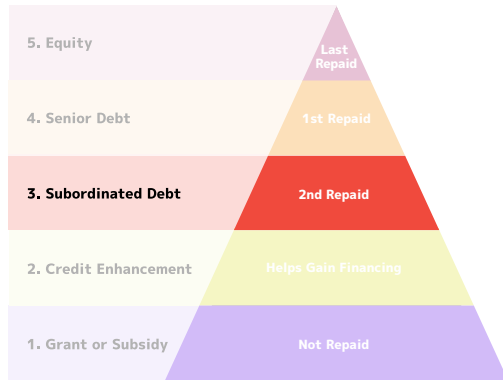 5. Equity
Last
Repaid
4. Senior Debt
1st Repaid
3. Subordinated Debt
2nd Repaid
2. Credit Enhancement
Helps Gain Financing
1. Grant or Subsidy
Not Repaid